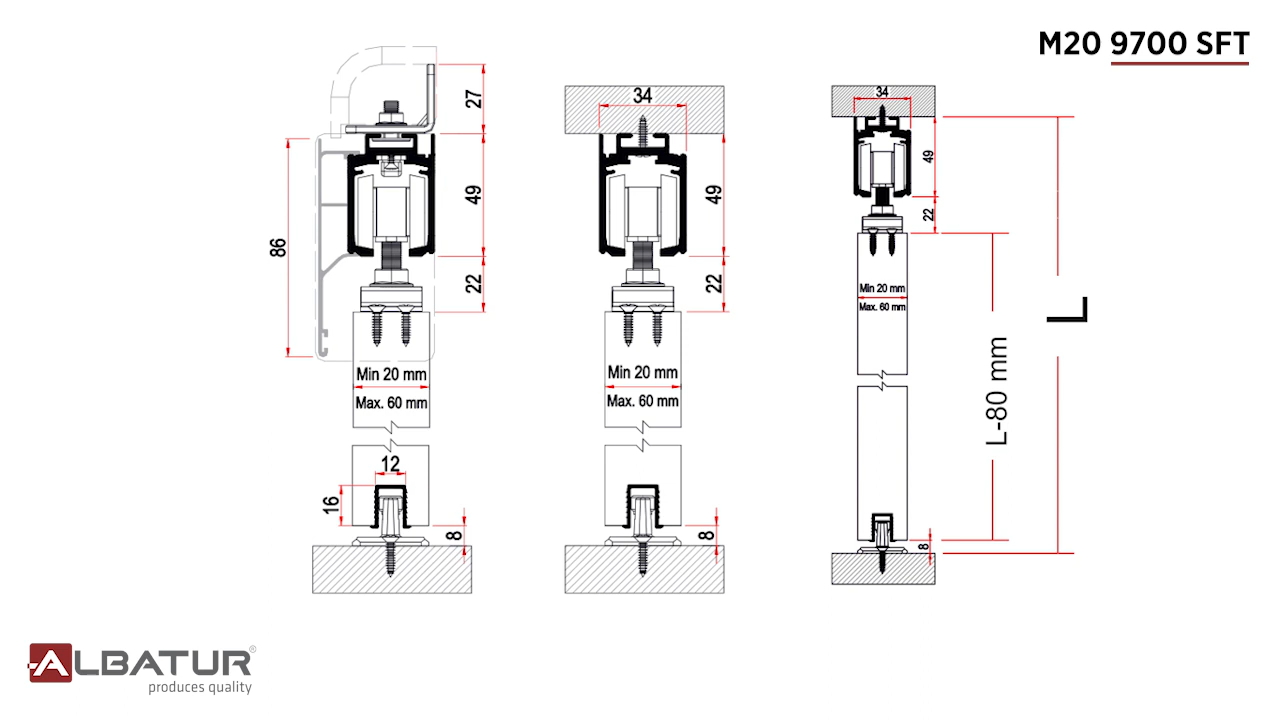 M20 9700 SFT
27
49
86
22
Min 20 mm
Max. 60 mm
12
16
8
34
49
22
Min 20 mm
Max. 60 mm
8
34
49
22
Min 20 mm
Max. 60 mm
L
L-80 mm
8
ALBATUR®
produces quality